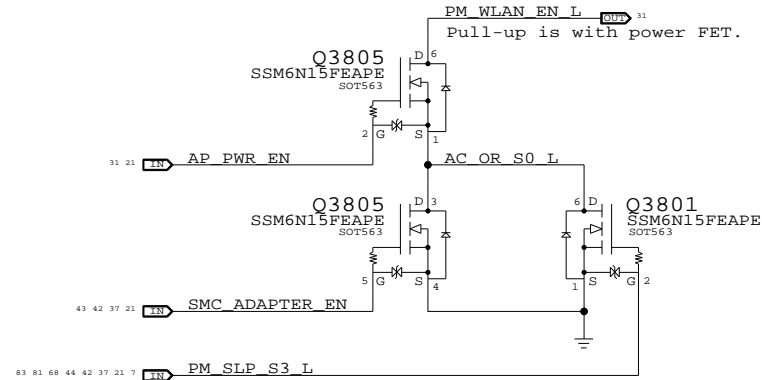 PM_WLAN_EN_L OUT 31
Pull-up is with power FET.
Q3805
SSM6N15FEAPE
SOT563
D 6
2 G S 1
31 21 IN AP_PWR_EN
AC_OR_S0_L
Q3805
SSM6N15FEAPE
SOT563
D 3
5 G S 4
6 D
Q3801
SSM6N15FEAPE
SOT563
1 S G 2
43 42 37 21 IN SMC_ADAPTER_EN
83 81 68 44 42 37 21 7 IN PM_SLP_S3_L